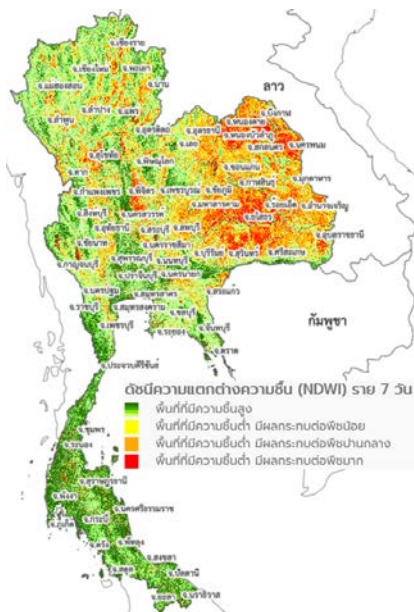 จ.เชียงราย
จ.เชียงใหม่
จ.พะเยา
จ.แม่ฮ่องสอน
จ.น่าน
ลาว
จ.ลำปาง
จ.แพร่
จ.บึงกาฬ
จ.ลำพูน
จ.อุตรดิตถ์
จ.อุดรธานี
จ.หนองคาย
จ.หนองบัวลำภู
จ.นครพนม
จ.สุโขทัย
จ.เลย
จ.สกลนคร
จ.ตาก
จ.พิษณุโลก
จ.ขอนแก่น
จ.มุกดาหาร
จ.กำแพงเพชร
จ.พิจิตร
จ.เพชรบูรณ์
จ.ชัยภูมิ
จ.กาฬสินธุ์
จ.สิงห์บุรี
จ.นครสวรรค์
จ.มหาสารคาม
จ.ร้อยเอ็ด
จ.อำนาจเจริญ
จ.อุทัยธานี
จ.สระบุรี
จ.ลพบุรี
จ.ยโสธร
จ.ชัยนาท
จ.นครราชสีมา
จ.อุบลราชธานี
จ.สุพรรณบุรี
จ.นนทบุรี
จ.บุรีรัมย์
จ.สุรินทร์
จ.ศรีสะเกษ
จ.กาญจนบุรี
จ.ปราจีนบุรี
จ.นครนายก
จ.นครปฐม
จ.สมุทรสาคร
จ.สระแก้ว
จ.ราชบุรี
จ.สมุทรสงคราม
จ.ชลบุรี
กัมพูชา
จ.เพชรบุรี
จ.ระยอง
จ.จันทบุรี
จ.ตราด
จ.ประจวบคีรีขันธ์
ดัชนีความแตกต่างความชื้น (NDWI) ราย 7 วัน
พื้นที่ที่มีความชื้นสูง
พื้นที่ที่มีความชื้นต่ำ มีผลกระทบต่อพืชน้อย
พื้นที่ที่มีความชื้นต่ำ มีผลกระทบต่อพืชปานกลาง
พื้นที่ที่มีความชื้นต่ำ มีผลกระทบต่อพืชมาก
จ.ชุมพร
จ.ระนอง
จ.สุราษฎร์ธานี
จ.พังงา
จ.นครศรีธรรมราช
จ.ภูเก็ต
จ.กระบี่
จ.ตรัง
จ.พัทลุง
จ.สงขลา
จ.สตูล
จ.ปัตตานี
จ.ยะลา
จ.นราธิวาส